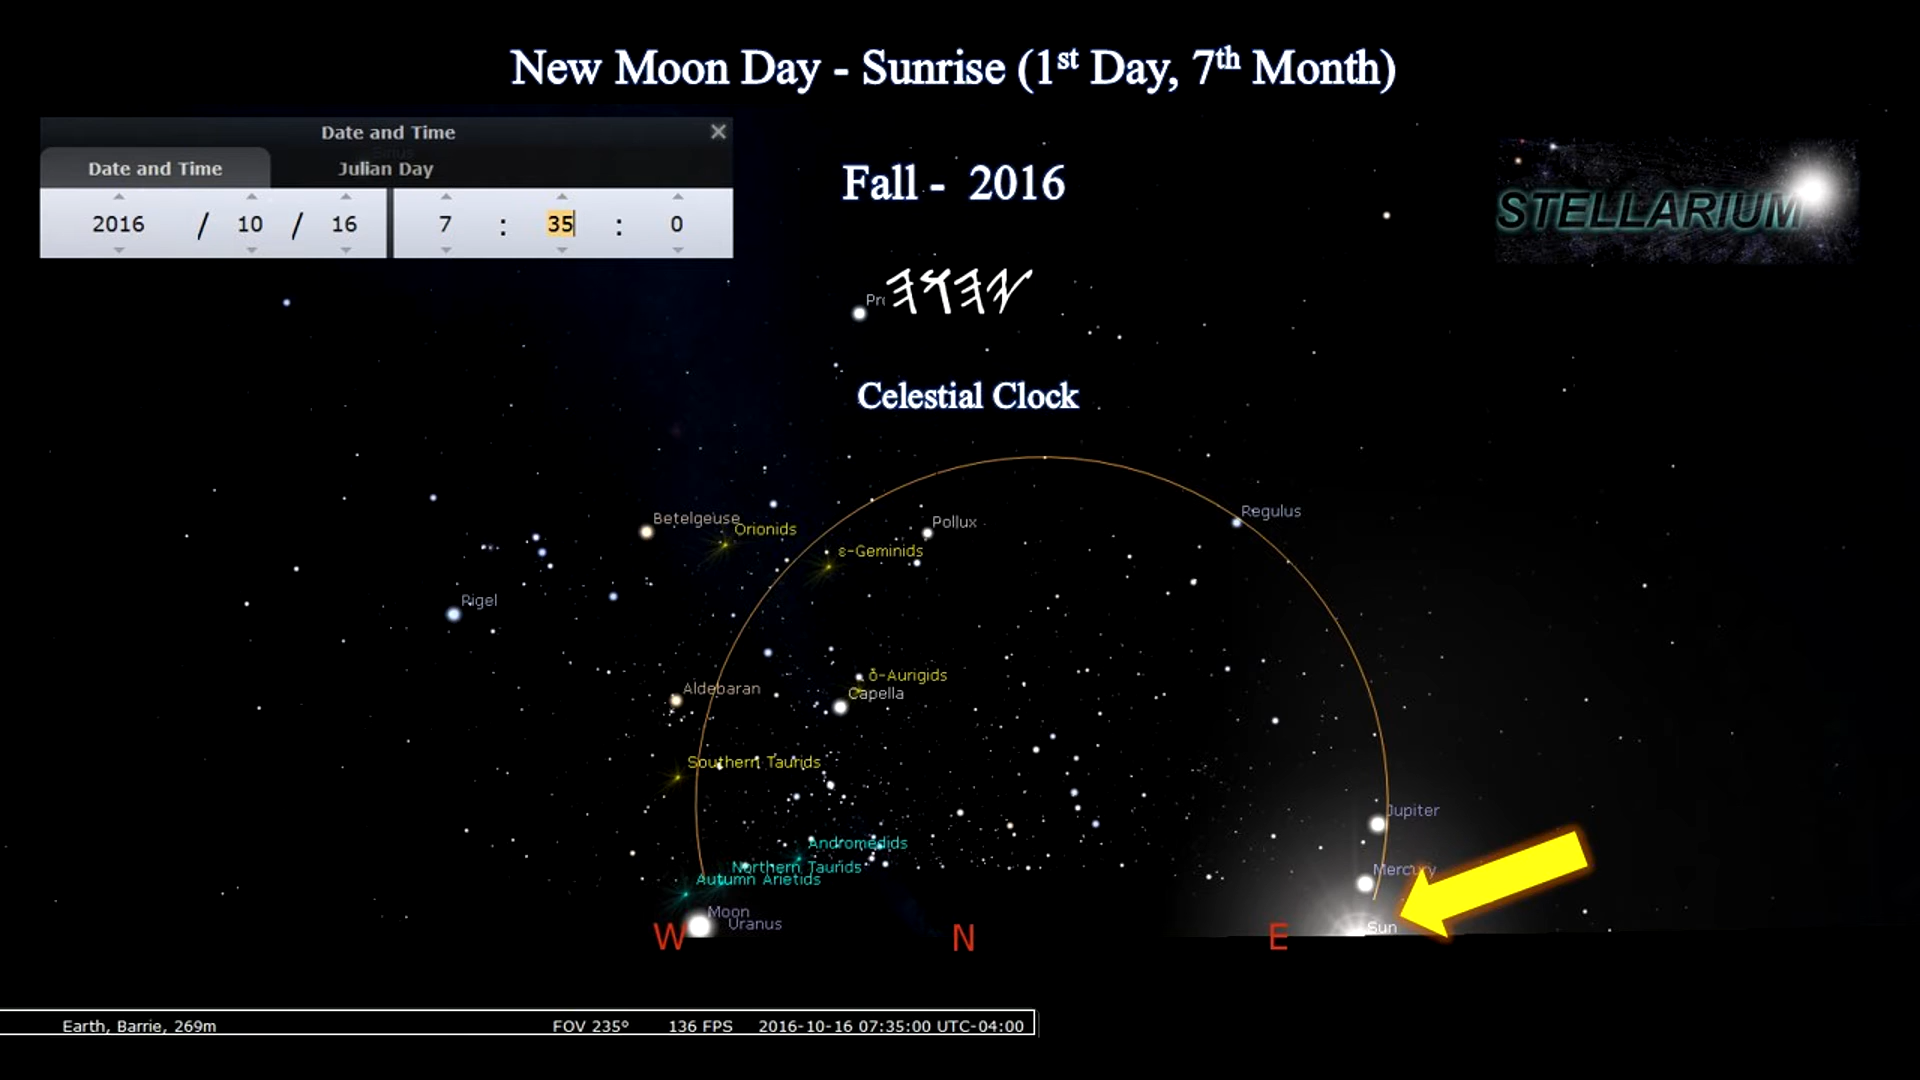 New Moon Day - Sunrise (1st Day, 7th Month)
Date and Time
Date and Time
Julian Day
2016 / 10 / 16 7 : 35 : 0
Fall - 2016
STELLARIUM
𐤉𐤄𐤅𐤄
Celestial Clock
Betelgeuse
Orionids
Pollux
Regulus
ε-Geminids
Rigel
Aldebaran
δ-Aurigids
Capella
Southern Taurids
Jupiter
Andromedids
Northern Taurids
Mercury
Autumn Arietids
Moon
Uranus
Sun
W N E
Earth, Barrie, 269m FOV 235° 136 FPS 2016-10-16 07:35:00 UTC-04:00